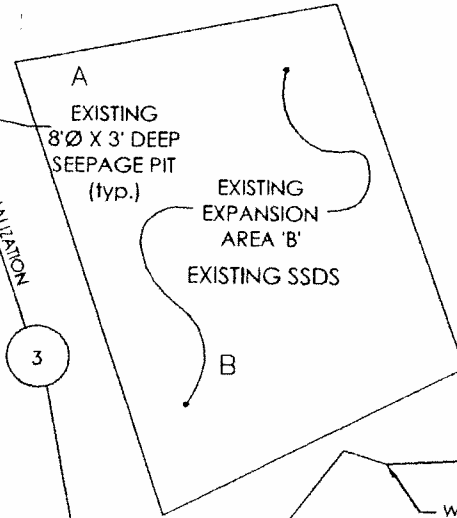 A
EXISTING
8'Ø X 3' DEEP
SEEPAGE PIT
(typ.)
EXISTING
EXPANSION
AREA 'B'
EXISTING SSDS
3
B